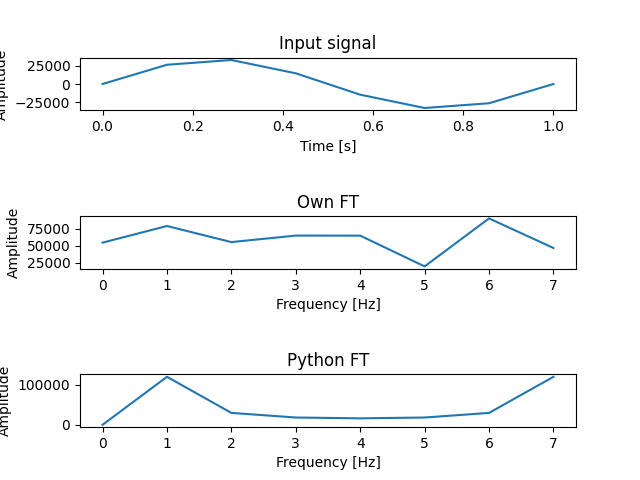 Input signal
Amplitude
25000
0
−25000
0.0 0.2 0.4 0.6 0.8 1.0
Time [s]
Own FT
Amplitude
75000
50000
25000
0 1 2 3 4 5 6 7
Frequency [Hz]
Python FT
Amplitude
100000
0
0 1 2 3 4 5 6 7
Frequency [Hz]